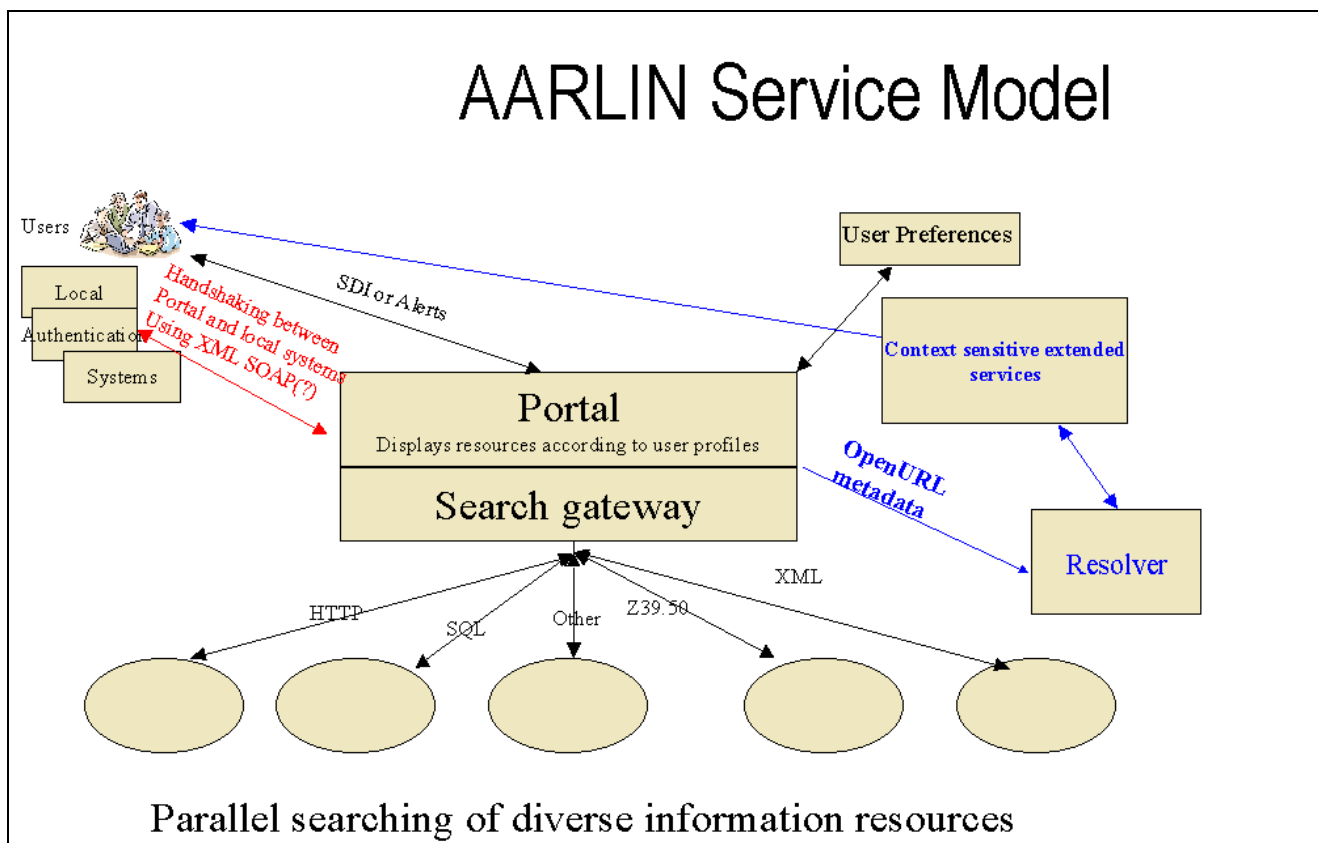 AARLIN Service Model
Users
User Preferences
Local
Authentication
Systems
Handshaking between
Portal and local systems
Using XML SOAP(?)
SDI or Alerts
Context sensitive extended
services
Portal
Displays resources according to user profiles
Search gateway
OpenURL
metadata
Resolver
HTTP
SQL
Other
Z39.50
XML
Parallel searching of diverse information resources